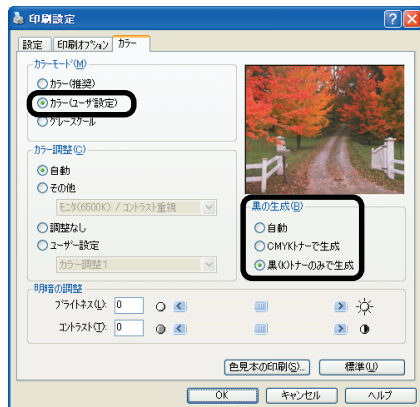 印刷設定
設定 印刷オプション カラー
カラーモード(M)
カラー(推奨)
カラー(ユーザ設定)
グレースケール
カラー調整(C)
自動
その他
モニタ(6500K) / コントラスト重視
調整なし
ユーザー設定
カラー調整 1
黒の生成(B)
自動
CMYKトナーで生成
黒(K)トナーのみで生成
明暗の調整
ブライトネス(L): 0
コントラスト(T): 0
色見本の印刷(S)... 標準(U)
OK キャンセル ヘルプ